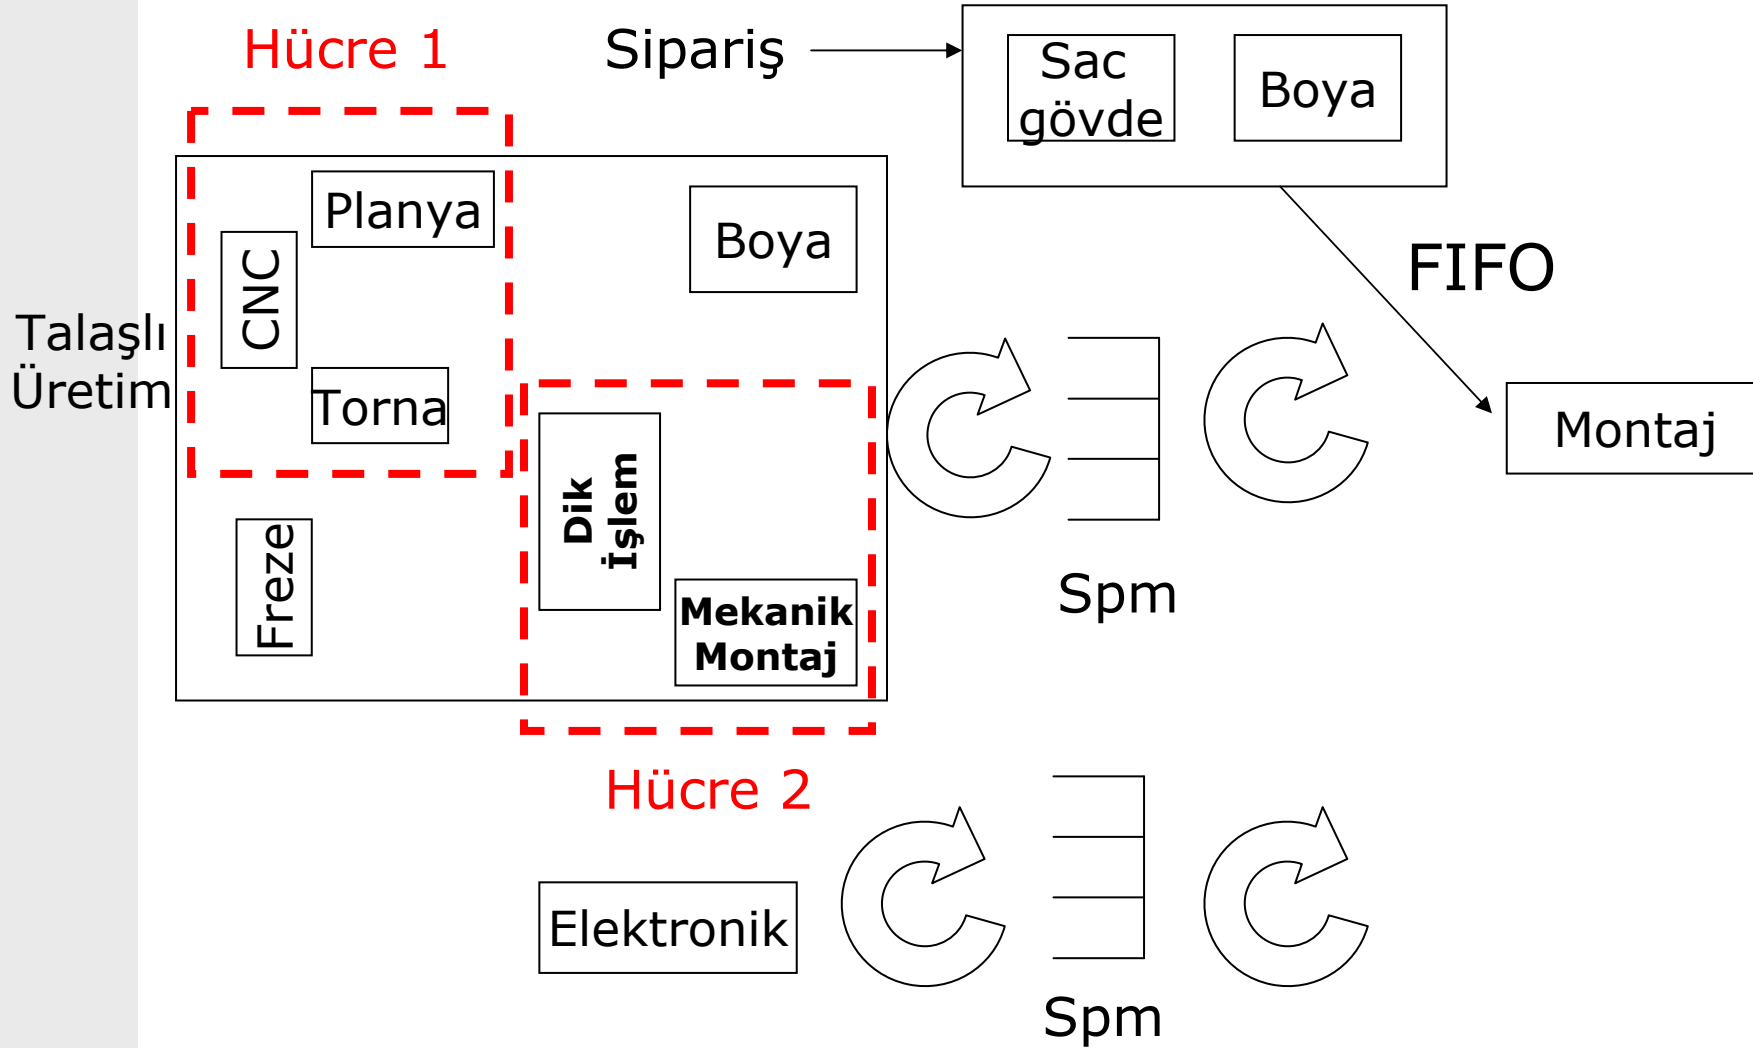 Hücre 1
Sipariş
Sac
gövde
Boya
Planya
CNC
Boya
FIFO
Talaşlı
Üretim
Torna
Montaj
Dik
İşlem
Freze
Mekanik
Montaj
Spm
Hücre 2
Elektronik
Spm